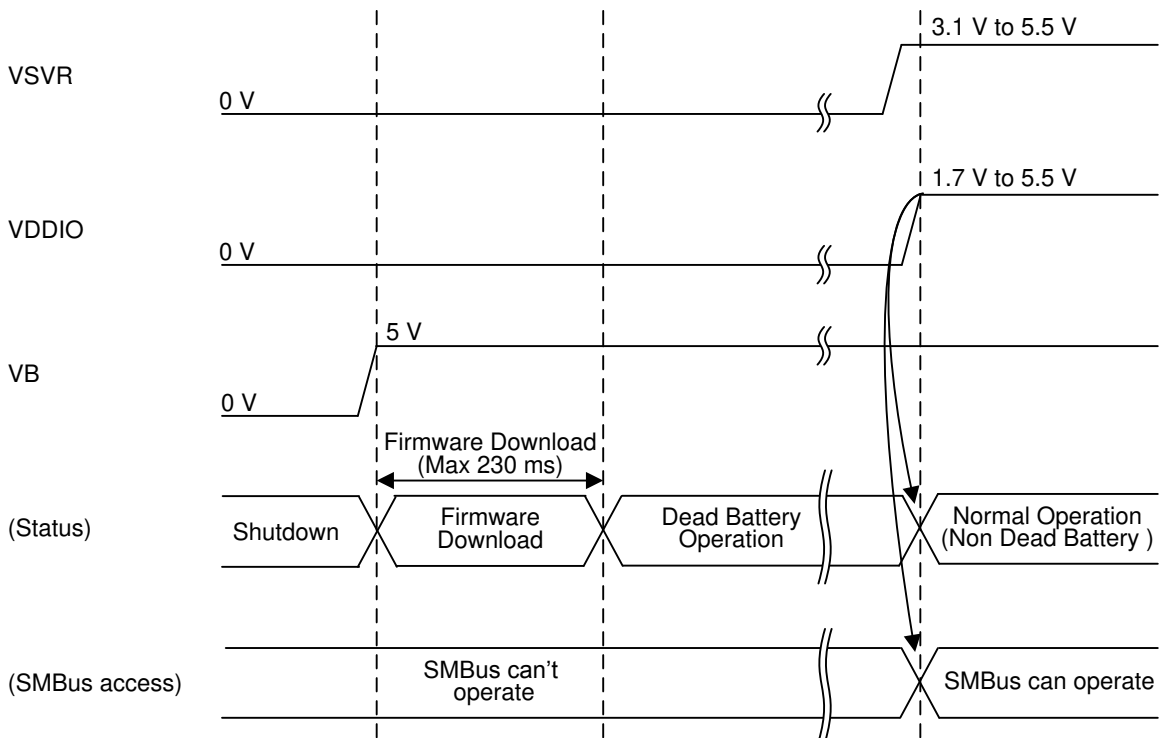 3.1 V to 5.5 V
VSVR
0 V
1.7 V to 5.5 V
VDDIO
0 V
5 V
VB
0 V
Firmware Download
(Max 230 ms)
(Status)
Shutdown
Firmware
Download
Dead Battery
Operation
Normal Operation
(Non Dead Battery )
(SMBus access)
SMBus can't
operate
SMBus can operate